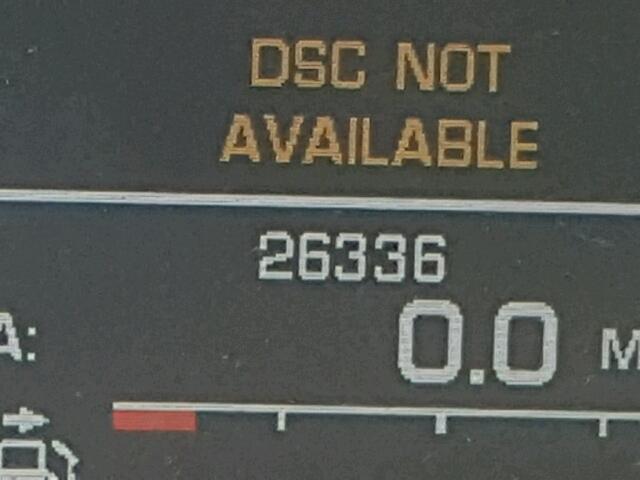 DSC NOT
AVAILABLE
26336
A: 0.0 M